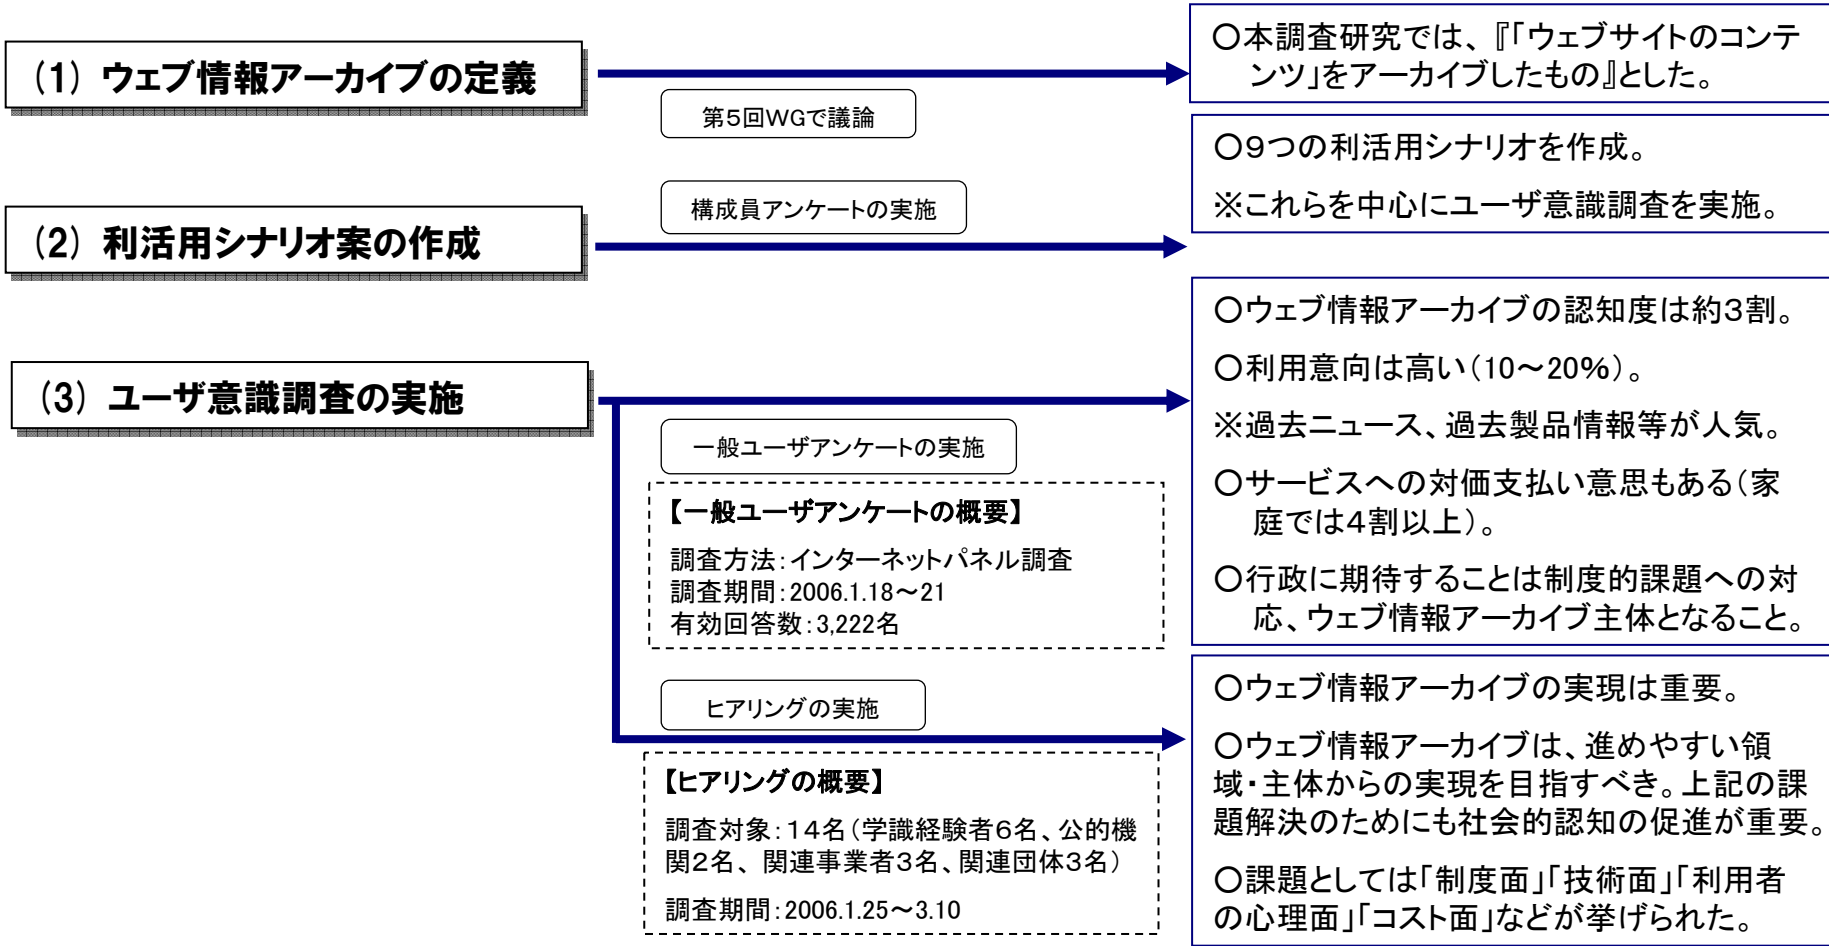 (1) ウェブ情報アーカイブの定義
第5回WGで議論
○本調査研究では、『「ウェブサイトのコンテ
ンツ」をアーカイブしたもの』とした。
(2) 利活用シナリオ案の作成
構成員アンケートの実施
○9つの利活用シナリオを作成。
※これらを中心にユーザ意識調査を実施。
(3) ユーザ意識調査の実施
一般ユーザアンケートの実施
【一般ユーザアンケートの概要】
調査方法:インターネットパネル調査
調査期間:2006.1.18~21
有効回答数:3,222名
○ウェブ情報アーカイブの認知度は約3割。
○利用意向は高い(10~20%)。
※過去ニュース、過去製品情報等が人気。
○サービスへの対価支払い意思もある(家
庭では4割以上)。
○行政に期待することは制度的課題への対
応、ウェブ情報アーカイブ主体となること。
ヒアリングの実施
【ヒアリングの概要】
調査対象:14名(学識経験者6名、公的機
関2名、関連事業者3名、関連団体3名)
調査期間:2006.1.25~3.10
○ウェブ情報アーカイブの実現は重要。
○ウェブ情報アーカイブは、進めやすい領
域・主体からの実現を目指すべき。上記の課
題解決のためにも社会的認知の促進が重要。
○課題としては「制度面」「技術面」「利用者
の心理面」「コスト面」などが挙げられた。